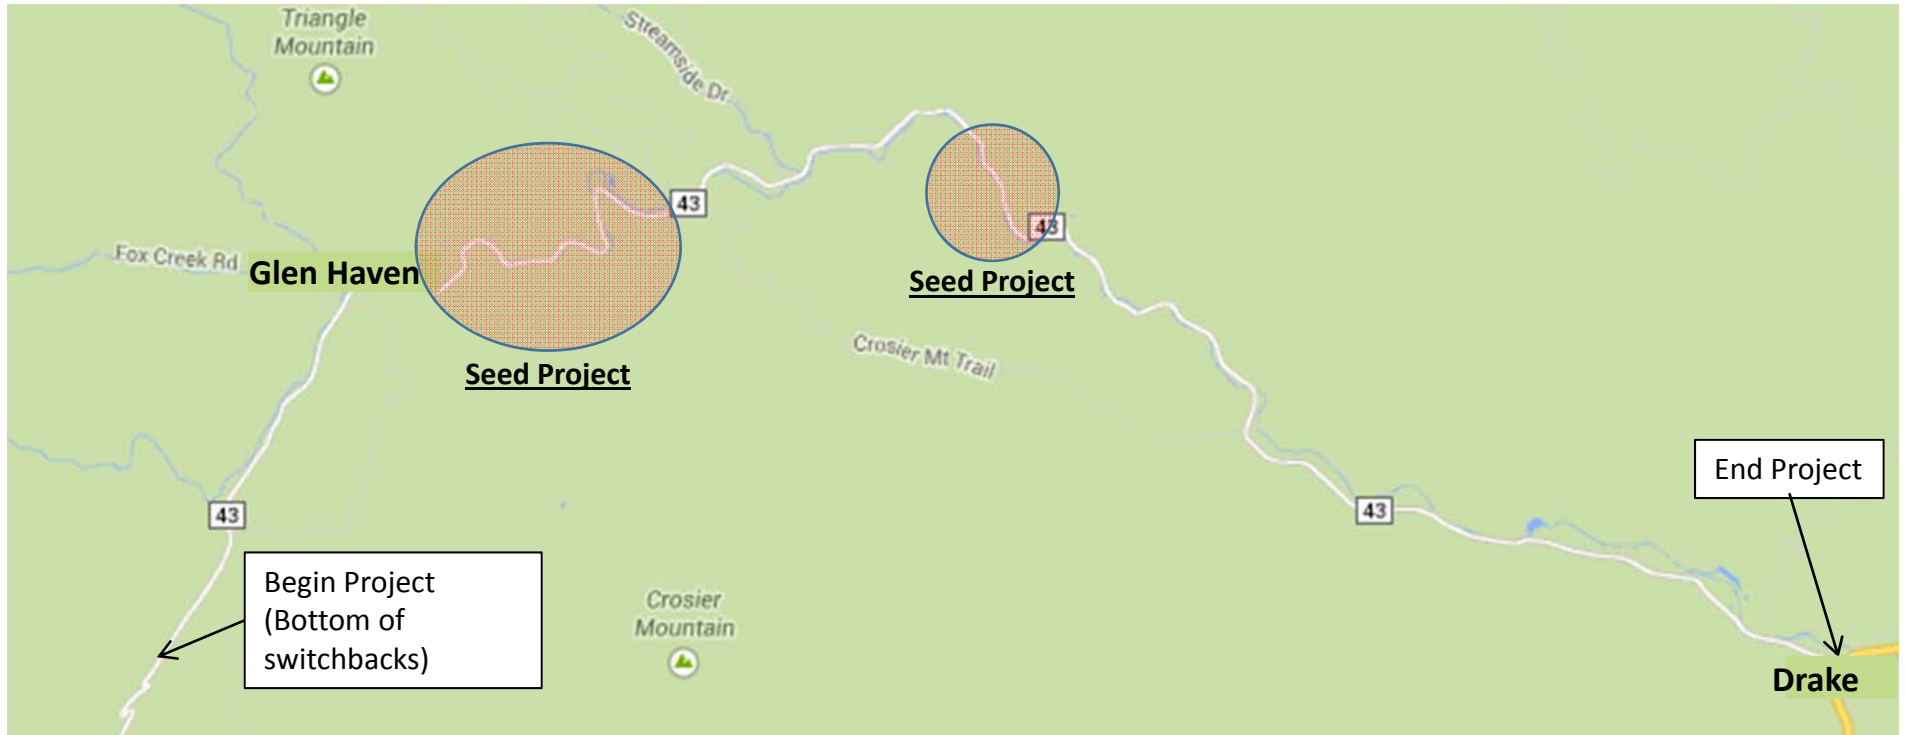 Triangle
Mountain
Streamside Dr
43
43
Fox Creek Rd
Glen Haven
Seed Project
Crosier Mt Trail
Seed Project
End Project
43
43
Begin Project
(Bottom of
switchbacks)
Crosier
Mountain
Drake